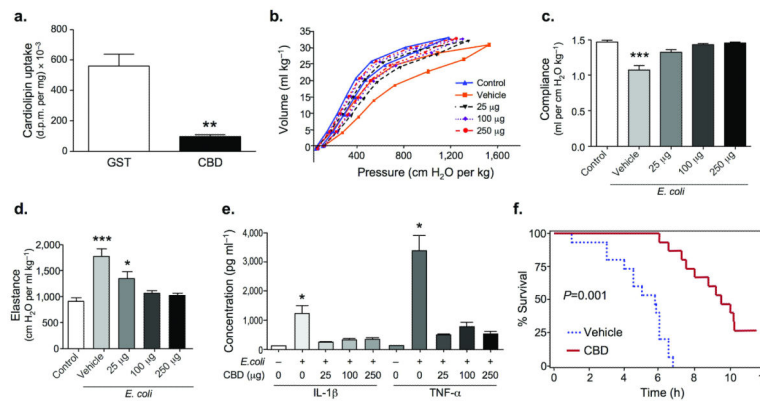 a.
Cardiolipin uptake
(d.p.m. per mg) × 10⁻³
800
600
400
200
0
**
GST
CBD
b.
Volume (ml kg⁻¹)
35
30
25
20
15
10
5
0
400
800
1,200
1,600
Pressure (cm H₂O per kg)
Control
Vehicle
25 µg
100 µg
250 µg
c.
Compliance
(ml per cm H₂O kg⁻¹)
1.5
1.0
0.5
0
***
Control
Vehicle
25 µg
100 µg
250 µg
E. coli
d.
Elastance
(cm H₂O per ml kg⁻¹)
2,000
1,500
1,000
500
0
***
*
Control
Vehicle
25 µg
100 µg
250 µg
E. coli
e.
Concentration (pg ml⁻¹)
4,000
3,000
2,000
1,000
0
*
*
– + + + + – + + + + E.coli
0 0 25 100 250 0 0 25 100 250 CBD (µg)
IL-1β
TNF-α
f.
% Survival
100
75
50
25
0
P=0.001
Vehicle
CBD
0 2 4 6 8 10
Time (h)